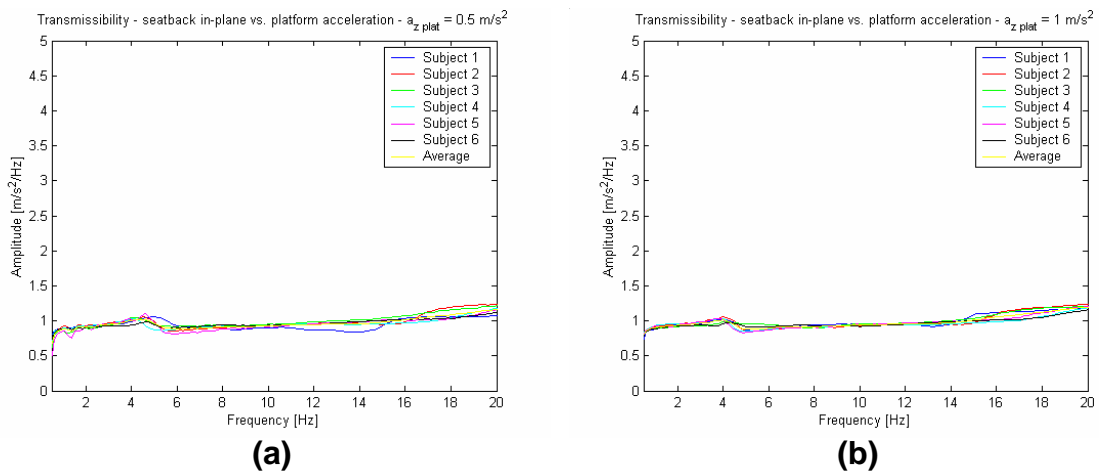 Transmissibility - seatback in-plane vs. platform acceleration - a z plat = 0.5 m/s²
Amplitude [m/s²/Hz]
5
4.5
4
3.5
3
2.5
2
1.5
1
0.5
0
Subject 1
Subject 2
Subject 3
Subject 4
Subject 5
Subject 6
Average
2 4 6 8 10 12 14 16 18 20
Frequency [Hz]
(a)
Transmissibility - seatback in-plane vs. platform acceleration - a z plat = 1 m/s²
Amplitude [m/s²/Hz]
5
4.5
4
3.5
3
2.5
2
1.5
1
0.5
0
Subject 1
Subject 2
Subject 3
Subject 4
Subject 5
Subject 6
Average
2 4 6 8 10 12 14 16 18 20
Frequency [Hz]
(b)